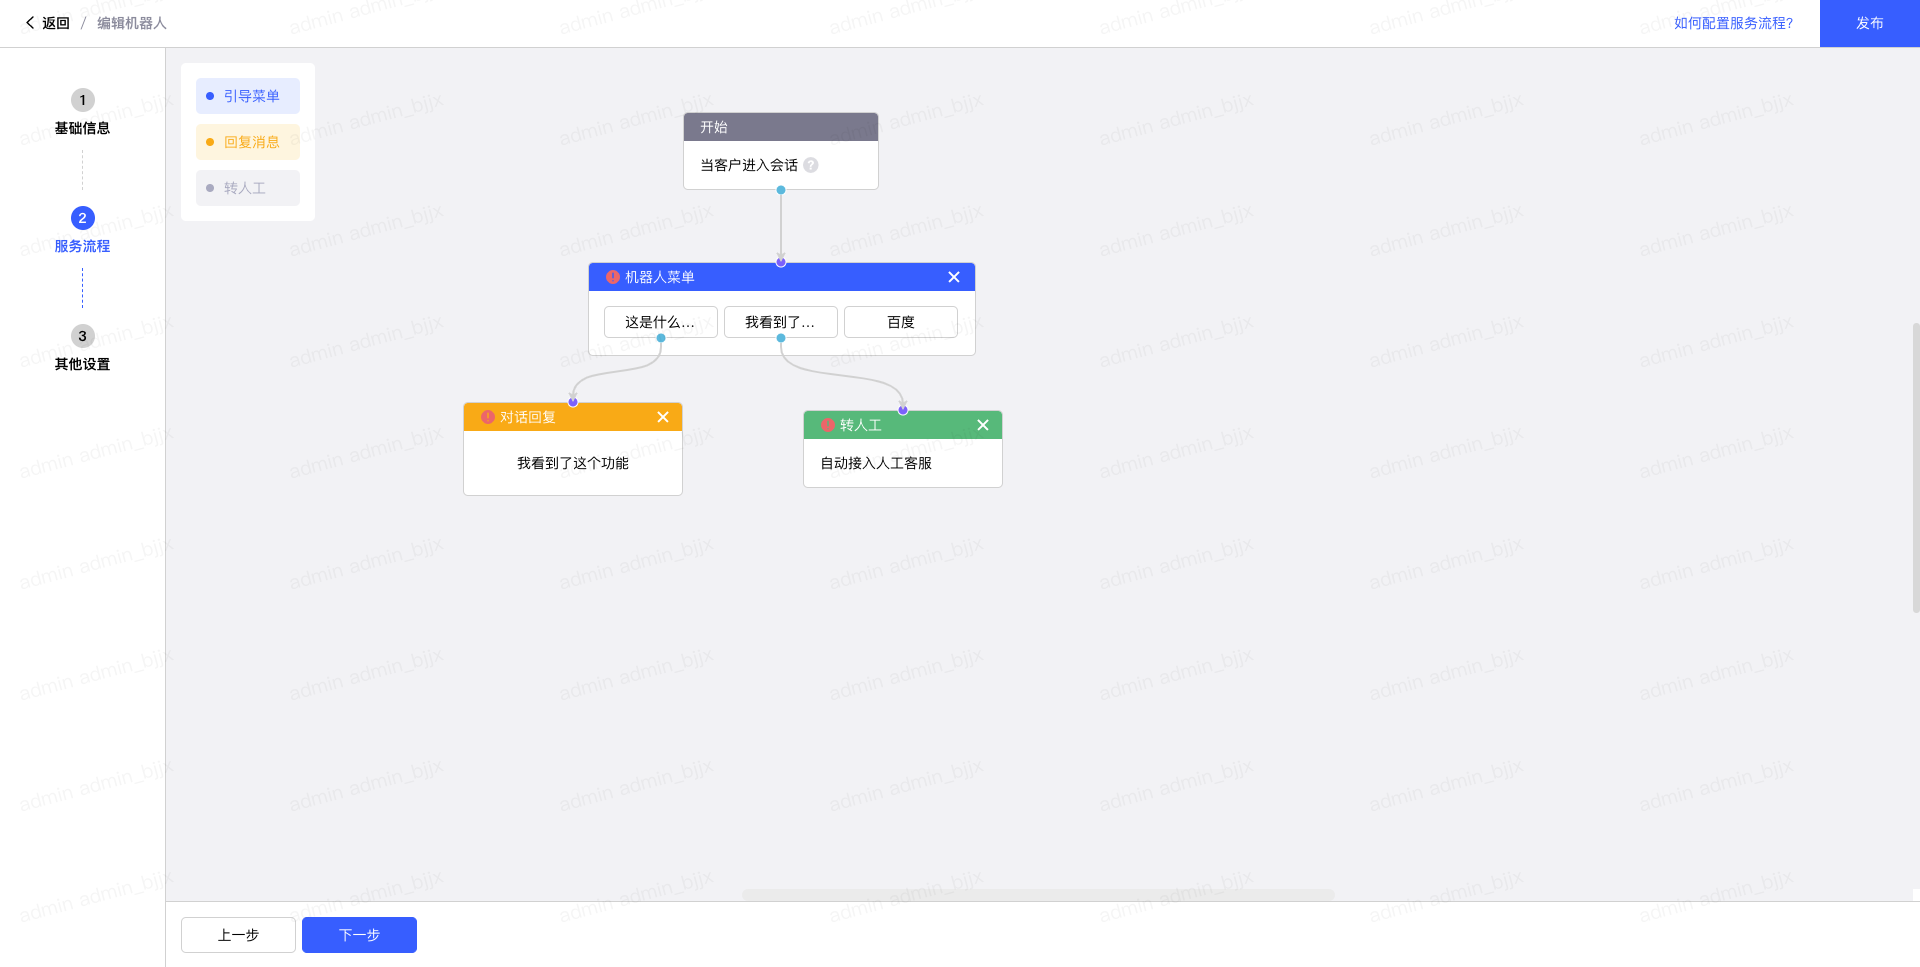 返回 / 编辑机器人
如何配置服务流程?
发布
1
基础信息
2
服务流程
3
其他设置
引导菜单
回复消息
转人工
开始
当客户进入会话 ?
! 机器人菜单
这是什么...
我看到了...
百度
! 对话回复
我看到了这个功能
! 转人工
自动接入人工客服
上一步
下一步
admin admin_bjjx